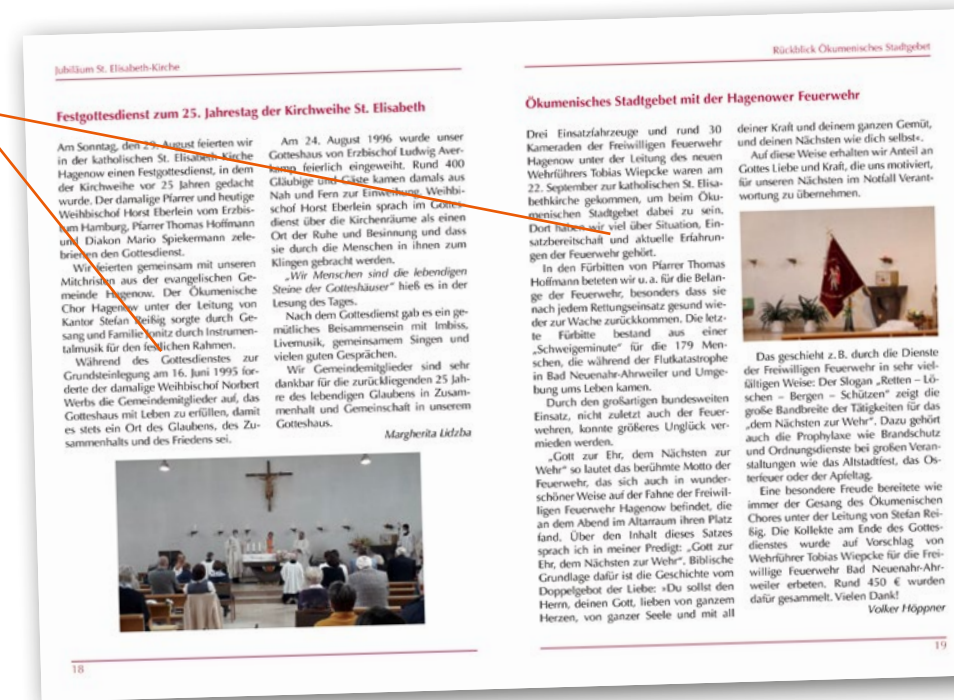 Jubiläum St. Elisabeth-Kirche
Festgottesdienst zum 25. Jahrestag der Kirchweihe St. Elisabeth
Am Sonntag, den 29. August feierten wir
in der katholischen St. Elisabeth-Kirche
Hagenow einen Festgottesdienst, in dem
der Kirchweihe vor 25 Jahren gedacht
wurde. Der damalige Pfarrer und heutige
Weihbischof Horst Eberlein vom Erzbis-
tum Hamburg, Pfarrer Thomas Hoffmann
und Diakon Mario Spiekermann zele-
brierten den Gottesdienst.
Wir feierten gemeinsam mit unseren
Mitchristen aus der evangelischen Ge-
meinde Hagenow. Der Ökumenische
Chor Hagenow unter der Leitung von
Kantor Stefan Reißig sorgte durch Ge-
sang und Familie Jonitz durch Instrumen-
talmusik für den festlichen Rahmen.
Während des Gottesdienstes zur
Grundsteinlegung am 16. Juni 1995 for-
derte der damalige Weihbischof Norbert
Werbs die Gemeindemitglieder auf, das
Gotteshaus mit Leben zu erfüllen, damit
es stets ein Ort des Glaubens, des Zu-
sammenhalts und des Friedens sei.
Am 24. August 1996 wurde unser
Gotteshaus von Erzbischof Ludwig Aver-
kamp feierlich eingeweiht. Rund 400
Gläubige und Gäste kamen damals aus
Nah und Fern zur Einweihung. Weihbi-
schof Horst Eberlein sprach im Gottes-
dienst über die Kirchenräume als einen
Ort der Ruhe und Besinnung und dass
sie durch die Menschen in ihnen zum
Klingen gebracht werden.
„Wir Menschen sind die lebendigen
Steine der Gotteshäuser" hieß es in der
Lesung des Tages.
Nach dem Gottesdienst gab es ein ge-
mütliches Beisammensein mit Imbiss,
Livemusik, gemeinsamem Singen und
vielen guten Gesprächen.
Wir Gemeindemitglieder sind sehr
dankbar für die zurückliegenden 25 Jah-
re des lebendigen Glaubens in Zusam-
menhalt und Gemeinschaft in unserem
Gotteshaus.
Margherita Lidzba
18
Rückblick Ökumenisches Stadtgebet
Ökumenisches Stadtgebet mit der Hagenower Feuerwehr
Drei Einsatzfahrzeuge und rund 30
Kameraden der Freiwilligen Feuerwehr
Hagenow unter der Leitung des neuen
Wehrführers Tobias Wiepcke waren am
22. September zur katholischen St. Elisa-
bethkirche gekommen, um beim Öku-
menischen Stadtgebet dabei zu sein.
Dort haben wir viel über Situation, Ein-
satzbereitschaft und aktuelle Erfahrun-
gen der Feuerwehr gehört.
In den Fürbitten von Pfarrer Thomas
Hoffmann beteten wir u. a. für die Belan-
ge der Feuerwehr, besonders dass sie
nach jedem Rettungseinsatz gesund wie-
der zur Wache zurückkommen. Die letz-
te Fürbitte bestand aus einer
„Schweigeminute" für die 179 Men-
schen, die während der Flutkatastrophe
in Bad Neuenahr-Ahrweiler und Umge-
bung ums Leben kamen.
Durch den großartigen bundesweiten
Einsatz, nicht zuletzt auch der Feuer-
wehren, konnte größeres Unglück ver-
mieden werden.
„Gott zur Ehr, dem Nächsten zur
Wehr" so lautet das berühmte Motto der
Feuerwehr, das sich auch in wunder-
schöner Weise auf der Fahne der Freiwil-
ligen Feuerwehr Hagenow befindet, die
an dem Abend im Altarraum ihren Platz
fand. Über den Inhalt dieses Satzes
sprach ich in meiner Predigt: „Gott zur
Ehr, dem Nächsten zur Wehr". Biblische
Grundlage dafür ist die Geschichte vom
Doppelgebot der Liebe: »Du sollst den
Herrn, deinen Gott, lieben von ganzem
Herzen, von ganzer Seele und mit all
deiner Kraft und deinem ganzen Gemüt,
und deinen Nächsten wie dich selbst«.
Auf diese Weise erhalten wir Anteil an
Gottes Liebe und Kraft, die uns motiviert,
für unseren Nächsten im Notfall Verant-
wortung zu übernehmen.
Das geschieht z. B. durch die Dienste
der Freiwilligen Feuerwehr in sehr viel-
fältigen Weise: Der Slogan „Retten – Lö-
schen – Bergen – Schützen" zeigt die
große Bandbreite der Tätigkeiten für das
„dem Nächsten zur Wehr". Dazu gehört
auch die Prophylaxe wie Brandschutz
und Ordnungsdienste bei großen Veran-
staltungen wie das Altstadtfest, das Os-
terfeuer oder der Apfeltag.
Eine besondere Freude bereitete wie
immer der Gesang des Ökumenischen
Chores unter der Leitung von Stefan Rei-
ßig. Die Kollekte am Ende des Gottes-
dienstes wurde auf Vorschlag von
Wehrführer Tobias Wiepcke für die Frei-
willige Feuerwehr Bad Neuenahr-Ahr-
weiler erbeten. Rund 450 € wurden
dafür gesammelt. Vielen Dank!
Volker Höppner
19